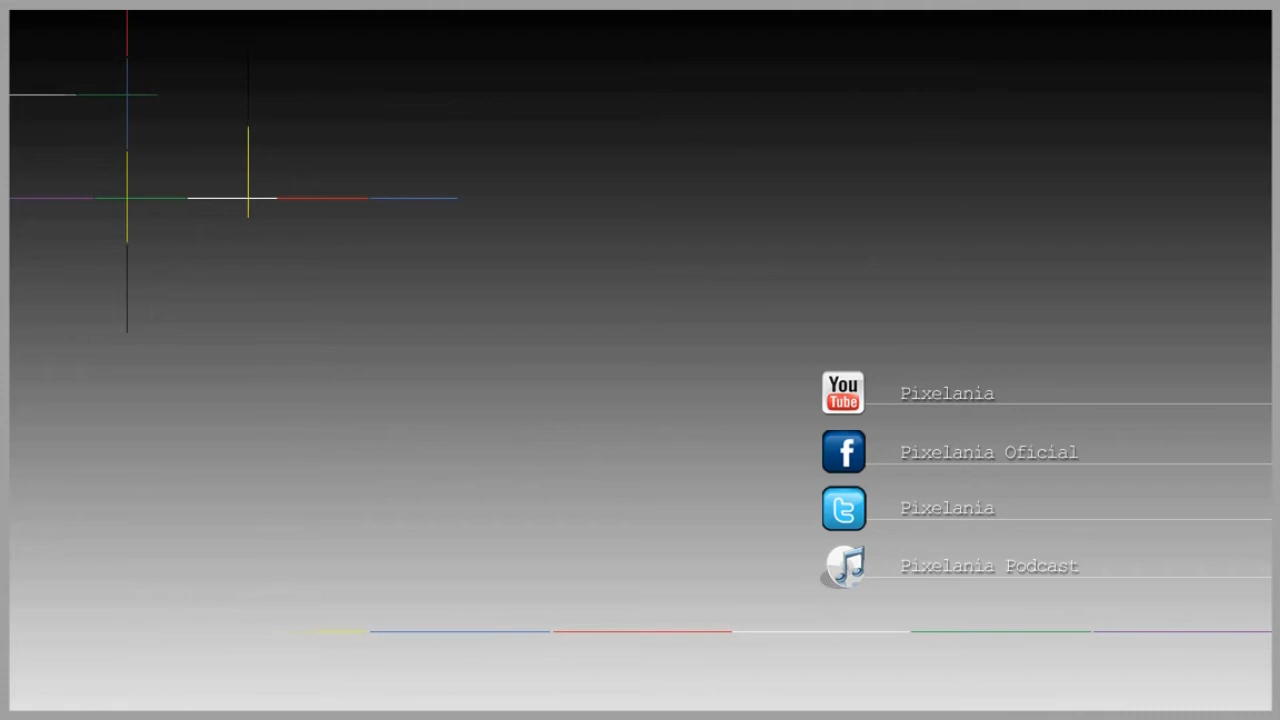 You
Tube
Pixelania
f
Pixelania Oficial
t
Pixelania
Pixelania Podcast